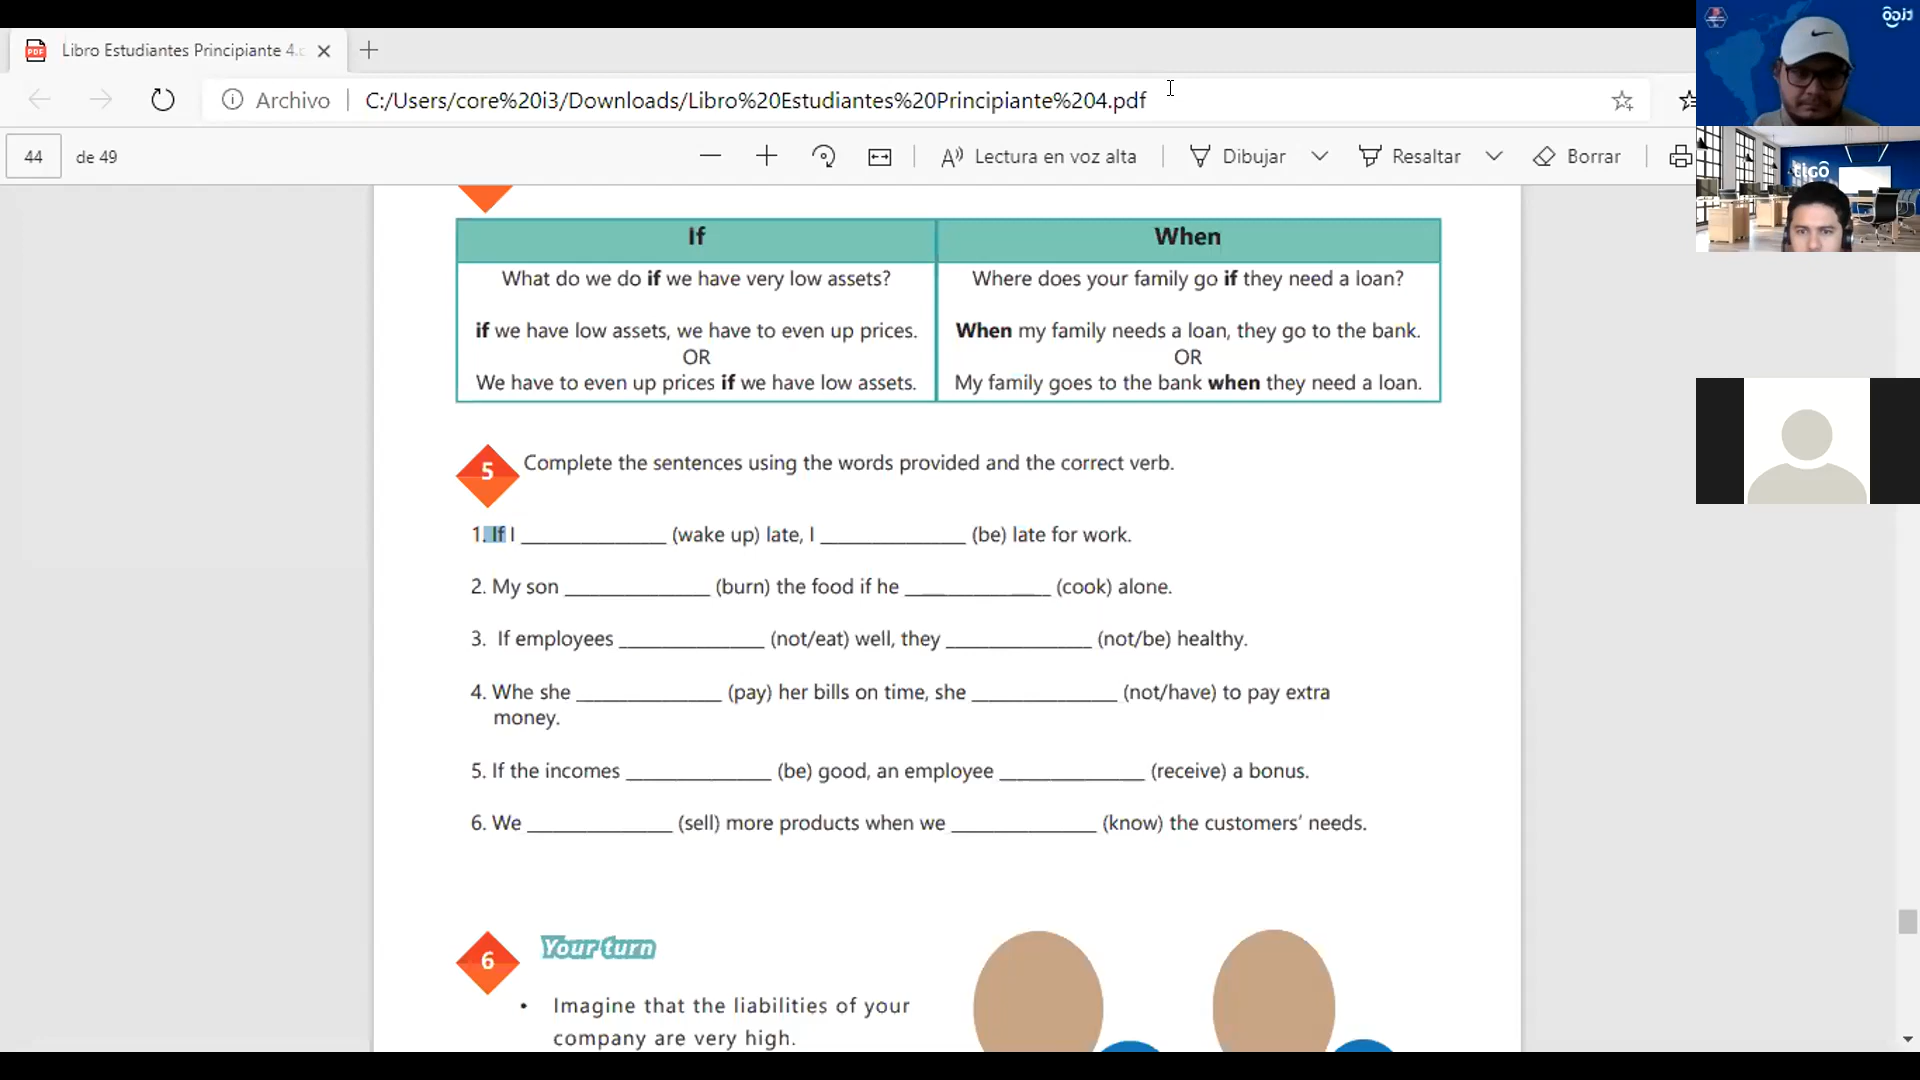 Libro Estudiantes Principiante 4.
Archivo | C:/Users/core%20i3/Downloads/Libro%20Estudiantes%20Principiante%204.pdf
44 de 49
Lectura en voz alta
Dibujar
Resaltar
Borrar
tigo
tigo
If
When
What do we do if we have very low assets?
Where does your family go if they need a loan?
if we have low assets, we have to even up prices.
When my family needs a loan, they go to the bank.
OR
OR
We have to even up prices if we have low assets.
My family goes to the bank when they need a loan.
5 Complete the sentences using the words provided and the correct verb.
1. If I ______________ (wake up) late, I ______________ (be) late for work.
2. My son ______________ (burn) the food if he ______________ (cook) alone.
3. If employees ______________ (not/eat) well, they ______________ (not/be) healthy.
4. Whe she ______________ (pay) her bills on time, she ______________ (not/have) to pay extra
money.
5. If the incomes ______________ (be) good, an employee ______________ (receive) a bonus.
6. We ______________ (sell) more products when we ______________ (know) the customers' needs.
6 Your turn
• Imagine that the liabilities of your
company are very high.